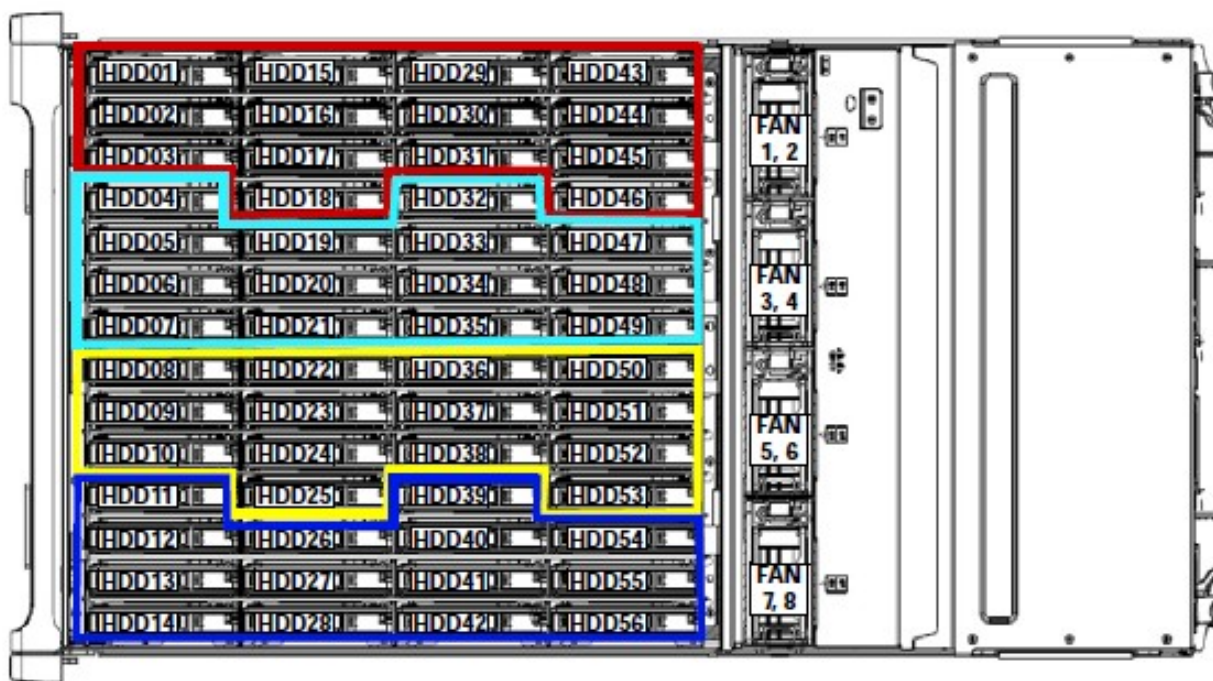 HDD01 HDD15 HDD29 HDD43
HDD02 HDD16 HDD30 HDD44
HDD03 HDD17 HDD31 HDD45
HDD04 HDD18 HDD32 HDD46
HDD05 HDD19 HDD33 HDD47
HDD06 HDD20 HDD34 HDD48
HDD07 HDD21 HDD35 HDD49
HDD08 HDD22 HDD36 HDD50
HDD09 HDD23 HDD37 HDD51
HDD10 HDD24 HDD38 HDD52
HDD11 HDD25 HDD39 HDD53
HDD12 HDD26 HDD40 HDD54
HDD13 HDD27 HDD41 HDD55
HDD14 HDD28 HDD42 HDD56
FAN
1, 2
FAN
3, 4
FAN
5, 6
FAN
7, 8